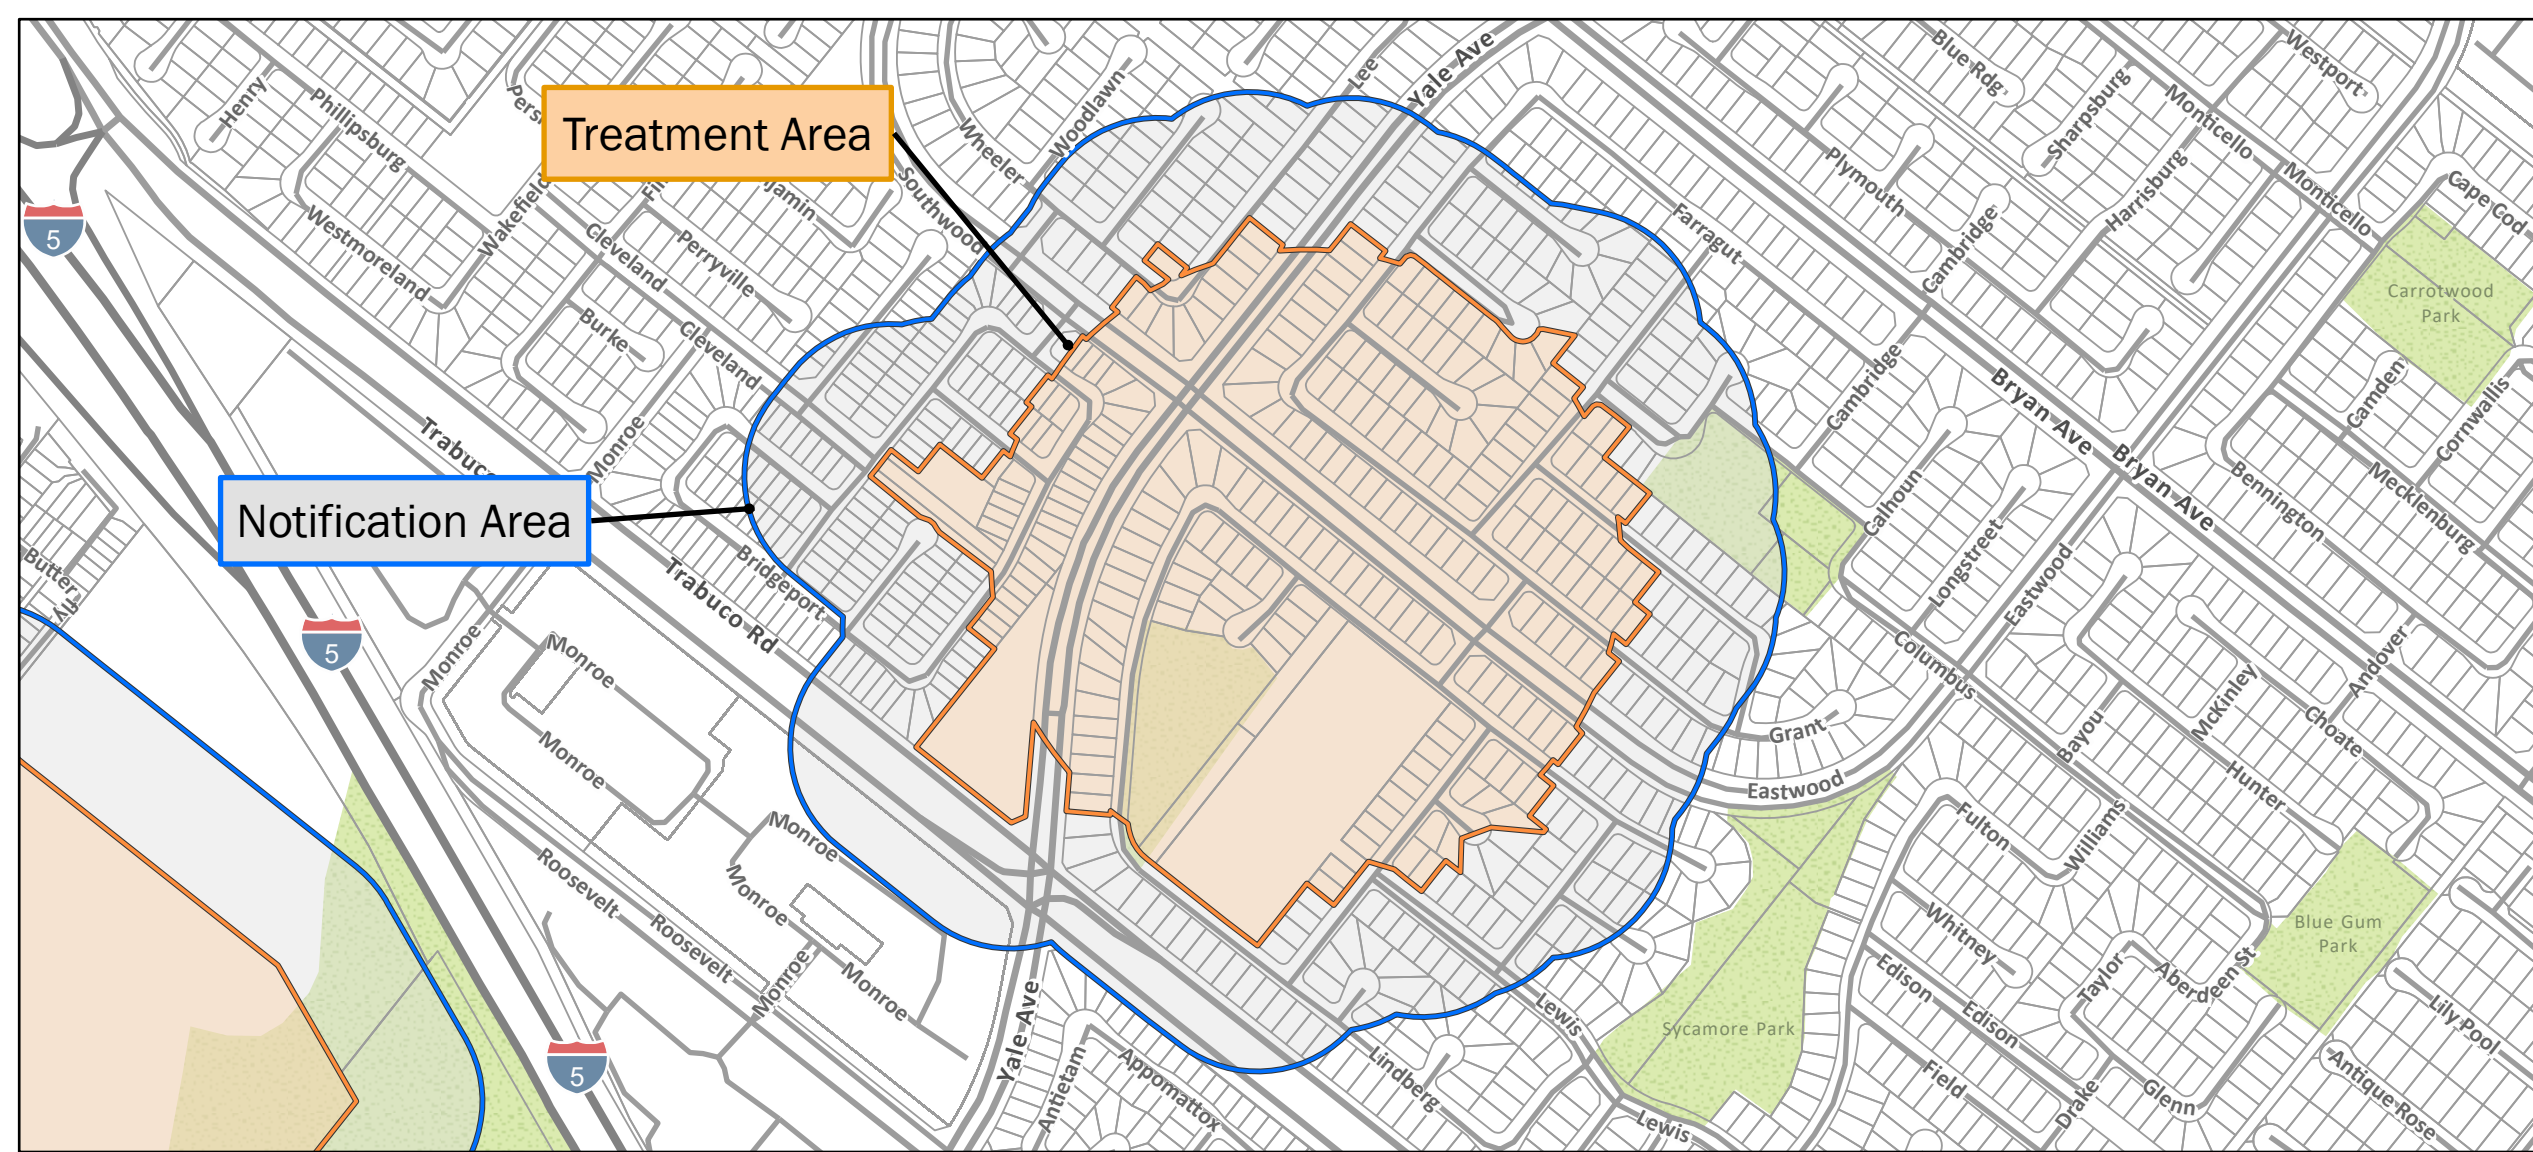 Henry
Phillipsburg
Westmoreland
Wakefield
Cleveland
Perryville
Burke
Cleveland
Monroe
Treatment Area
Southwood
Wheeler
Woodlawn
Lee
Yale Ave
Blue Rdg
Sharpsburg
Monticello
Westport
Plymouth
Harrisburg
Monticello
Cape Cod
Farragut
Cambridge
Carrotwood
Park
Cambridge
Bryan Ave
Bryan Ave
Camden
Cornwallis
Mecklenburg
Bennington
Calhoun
Longstreet
Eastwood
Columbus
Grant
Eastwood
Notification Area
Trabuco Rd
Bridgeport
Butterfly
5
5
5
Monroe
Monroe
Monroe
Monroe
Monroe
Monroe
Monroe
Roosevelt
Roosevelt
Yale Ave
Antietam
Appomattox
Lindberg
Lewis
Lewis
Sycamore Park
Bayou
McKinley
Andover
Choate
Hunter
Fulton
Williams
Whitney
Edison
Edison
Taylor
Aberdeen St
Blue Gum
Park
Lily Pool
Antique Rose
Field
Drake
Glenn